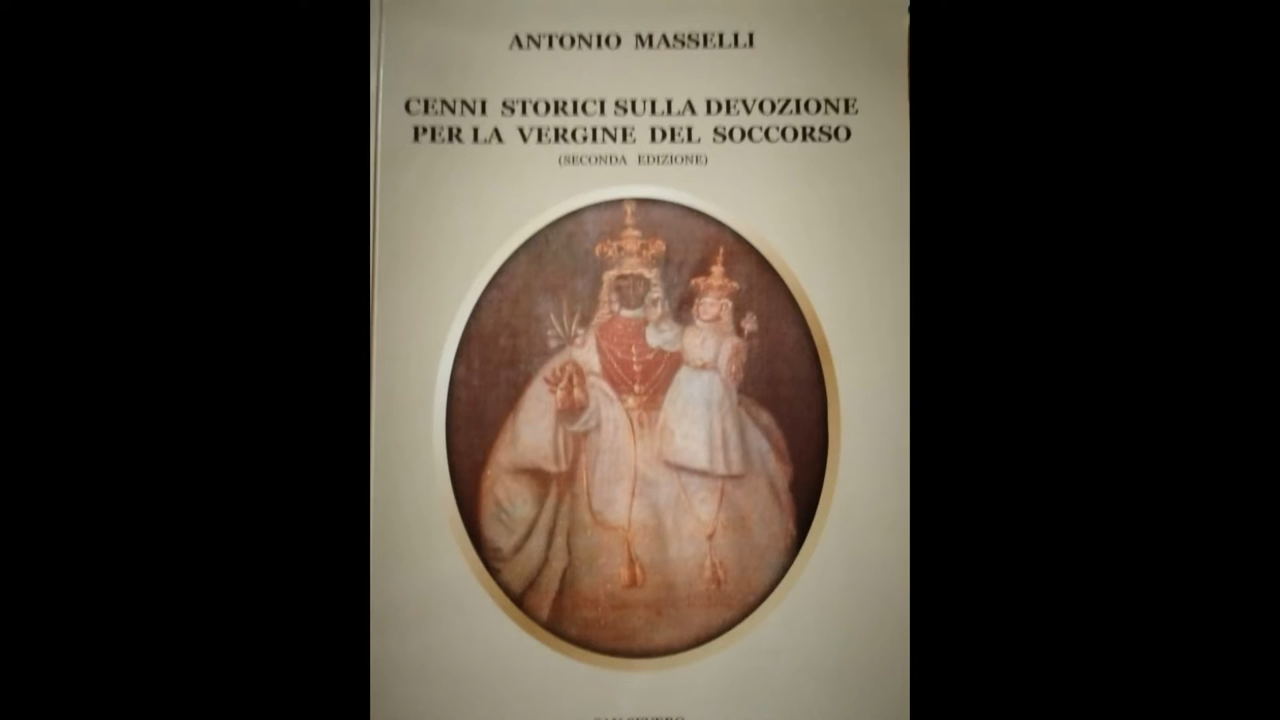 ANTONIO MASSELLI
CENNI STORICI SULLA DEVOZIONE
PER LA VERGINE DEL SOCCORSO
(SECONDA EDIZIONE)